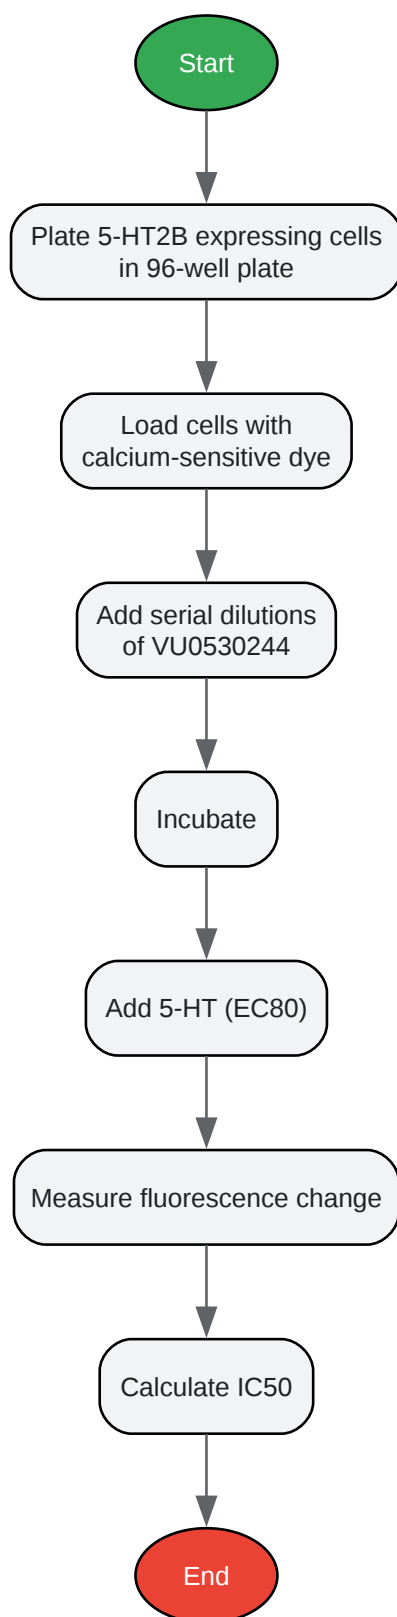 Start
Plate 5-HT2B expressing cells
in 96-well plate
Load cells with
calcium-sensitive dye
Add serial dilutions
of VU0530244
Incubate
Add 5-HT (EC80)
Measure fluorescence change
Calculate IC50
End